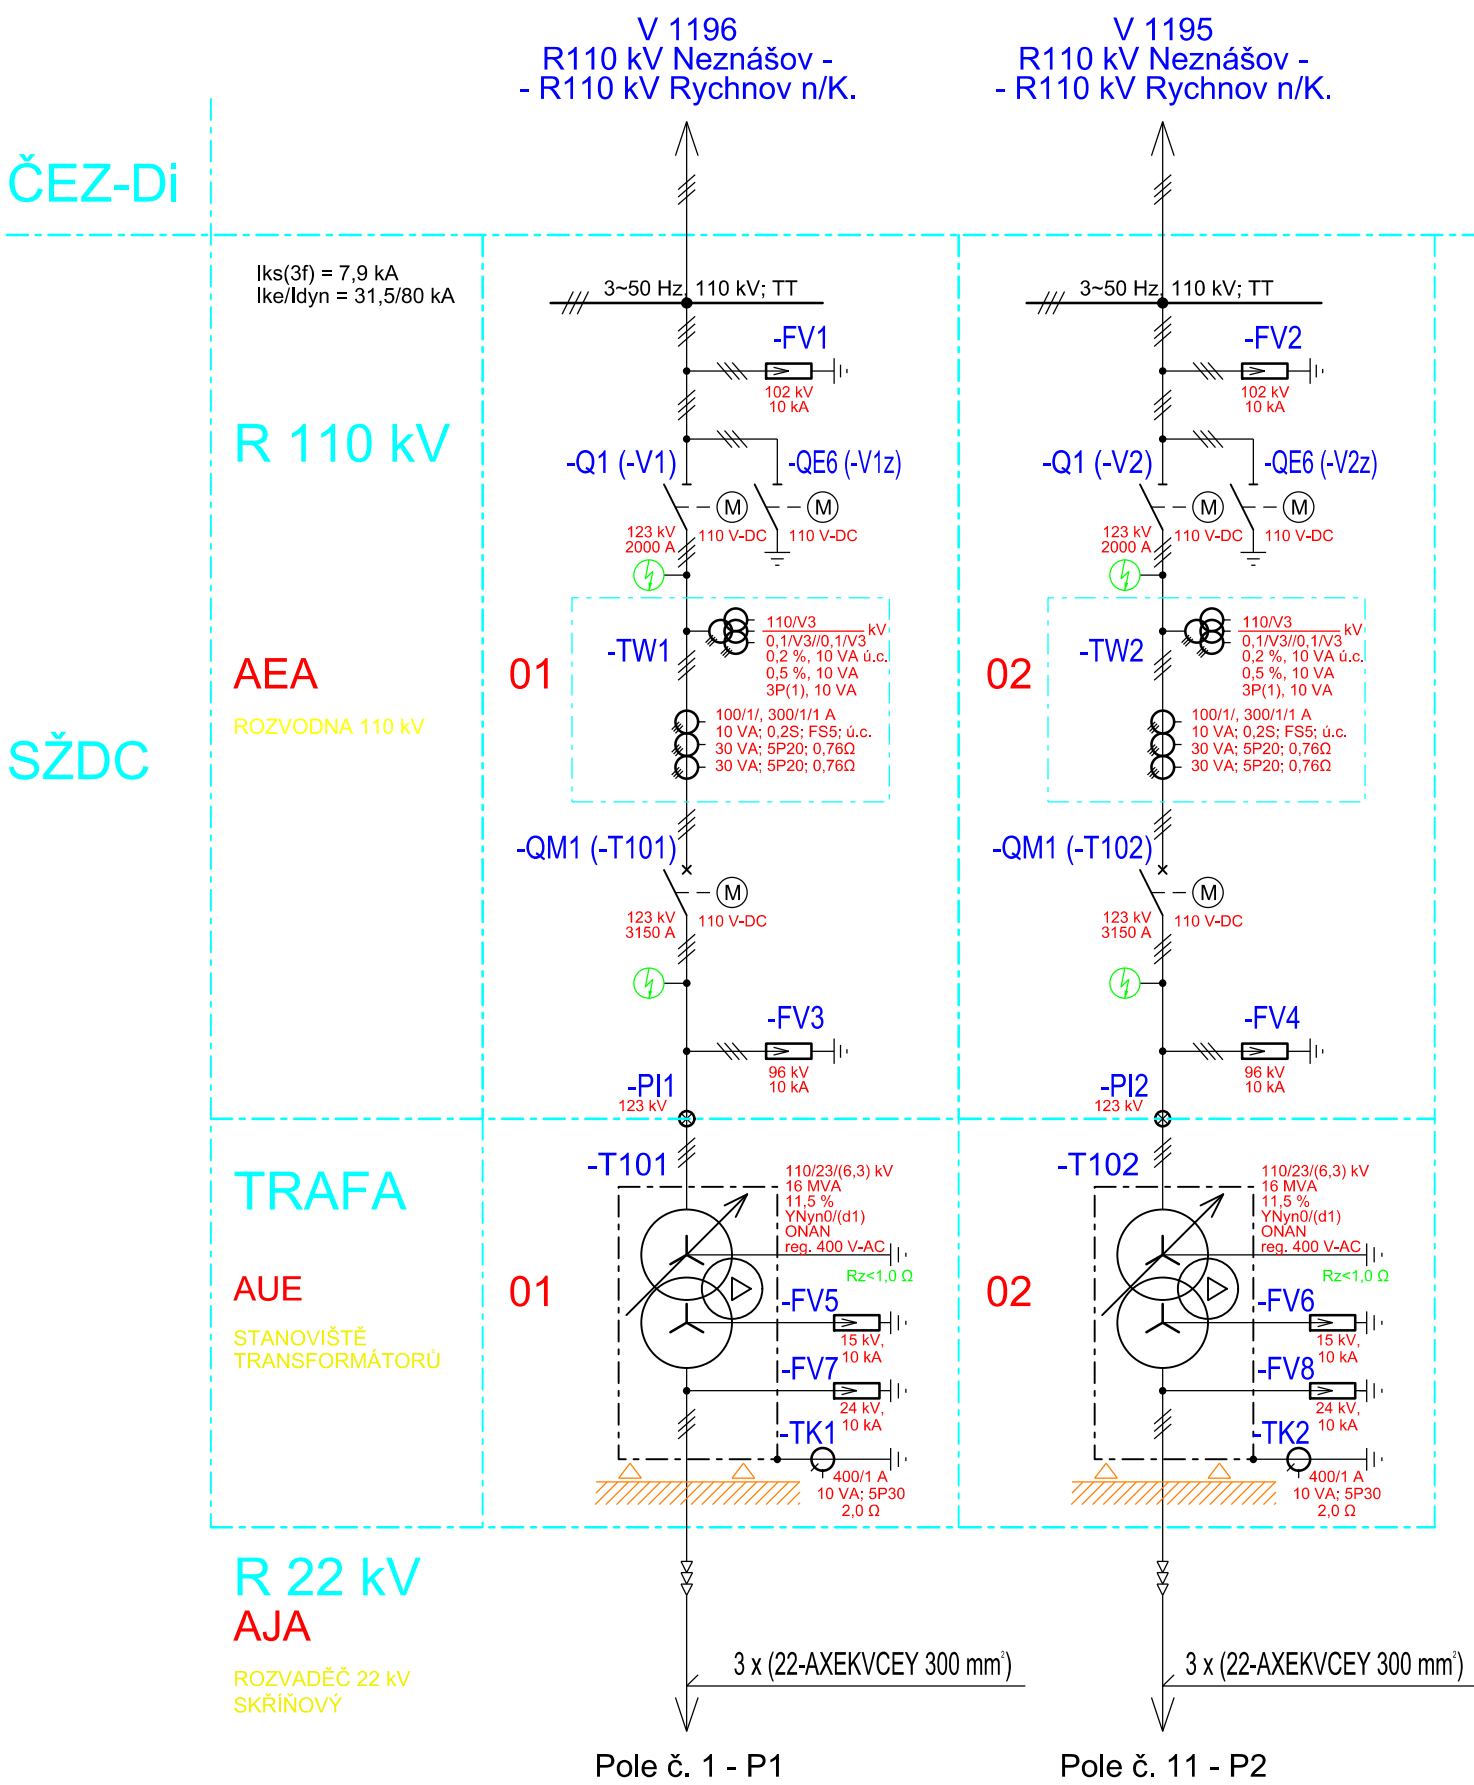 V 1196
R110 kV Neznášov -
- R110 kV Rychnov n/K.
V 1195
R110 kV Neznášov -
- R110 kV Rychnov n/K.
ČEZ-Di
SŽDC
Iks(3f) = 7,9 kA
Ike/Idyn = 31,5/80 kA
R 110 kV
AEA
ROZVODNA 110 kV
01
3~50 Hz, 110 kV; TT
-FV1
102 kV
10 kA
-Q1 (-V1)
-QE6 (-V1z)
M
M
123 kV
2000 A
110 V-DC
110 V-DC
-TW1
110/V3
kV
0,1/V3//0,1/V3
0,2 %, 10 VA ú.c.
0,5 %, 10 VA
3P(1), 10 VA
100/1/, 300/1/1 A
10 VA; 0,2S; FS5; ú.c.
30 VA; 5P20; 0,76Ω
30 VA; 5P20; 0,76Ω
-QM1 (-T101)
M
123 kV
3150 A
110 V-DC
-FV3
96 kV
10 kA
-PI1
123 kV
02
3~50 Hz, 110 kV; TT
-FV2
102 kV
10 kA
-Q1 (-V2)
-QE6 (-V2z)
M
M
123 kV
2000 A
110 V-DC
110 V-DC
-TW2
110/V3
kV
0,1/V3//0,1/V3
0,2 %, 10 VA ú.c.
0,5 %, 10 VA
3P(1), 10 VA
100/1/, 300/1/1 A
10 VA; 0,2S; FS5; ú.c.
30 VA; 5P20; 0,76Ω
30 VA; 5P20; 0,76Ω
-QM1 (-T102)
M
123 kV
3150 A
110 V-DC
-FV4
96 kV
10 kA
-PI2
123 kV
TRAFA
AUE
STANOVIŠTĚ
TRANSFORMÁTORŮ
01
-T101
110/23/(6,3) kV
16 MVA
11,5 %
YNyn0/(d1)
ONAN
reg. 400 V-AC
Rz<1,0 Ω
-FV5
15 kV,
10 kA
-FV7
24 kV,
10 kA
-TK1
400/1 A
10 VA; 5P30
2,0 Ω
02
-T102
110/23/(6,3) kV
16 MVA
11,5 %
YNyn0/(d1)
ONAN
reg. 400 V-AC
Rz<1,0 Ω
-FV6
15 kV,
10 kA
-FV8
24 kV,
10 kA
-TK2
400/1 A
10 VA; 5P30
2,0 Ω
R 22 kV
AJA
ROZVADĚČ 22 kV
SKŘÍŇOVÝ
3 x (22-AXEKVCEY 300 mm²)
3 x (22-AXEKVCEY 300 mm²)
Pole č. 1 - P1
Pole č. 11 - P2